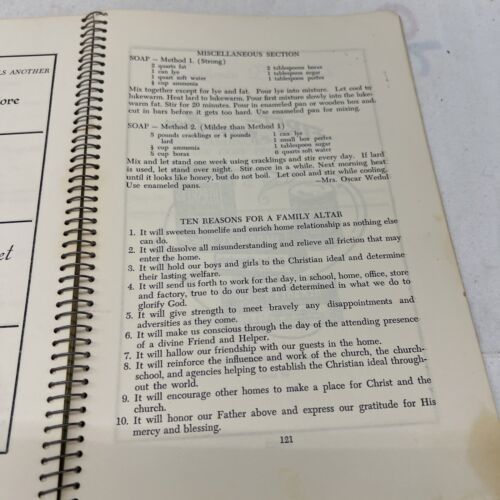 S ANOTHER
ore
et
MISCELLANEOUS SECTION
SOAP — Method 1. (Strong)
3 quarts fat
1 can lye
1 quart soft water
¼ cup ammonia
2 tablespoons borax
1 tablespoon sugar
1 tablespoon perfex
Mix together except for lye and fat. Pour lye into mixture. Let cool to
lukewarm. Heat lard to lukewarm. Pour first mixture slowly into the luke-
warm fat. Stir for 20 minutes. Pour in enameled pan or wooden box and
cut in bars before it gets too hard. Use enameled pan for mixing.
SOAP — Method 2. (Milder than Method 1)
5 pounds cracklings or 4 pounds
lard
cup ammonia
cup borax
1 can lye
1 small box perfex
1 tablespoon sugar
6 quarts soft water
Mix and let stand one week using cracklings and stir every day. If lard
is used, let stand over night. Stir once in a while. Next morning heat
until it looks like honey, but do not boil. Let cool and stir while cooling.
Use enameled pans.
—Mrs. Oscar Wedul
TEN REASONS FOR A FAMILY ALTAR
1. It will sweeten homelife and enrich home relationship as nothing else
can do.
2. It will dissolve all misunderstanding and relieve all friction that may
enter the home.
3. It will hold our boys and girls to the Christian ideal and determine
their lasting welfare.
4. It will send us forth to work for the day, in school, home, office, store
and factory, true to do our best and determined in what we do to
glorify God.
5. It will give strength to meet bravely any disappointments and
adversities as they come.
6. It will make us conscious through the day of the attending presence
of a divine Friend and Helper.
7. It will hallow our friendship with our guests in the home.
8. It will reinforce the influence and work of the church, the church-
school, and agencies helping to establish the Christian ideal through-
out the world.
9. It will encourage other homes to make a place for Christ and the
church.
10. It will honor our Father above and express our gratitude for His
mercy and blessing.
121